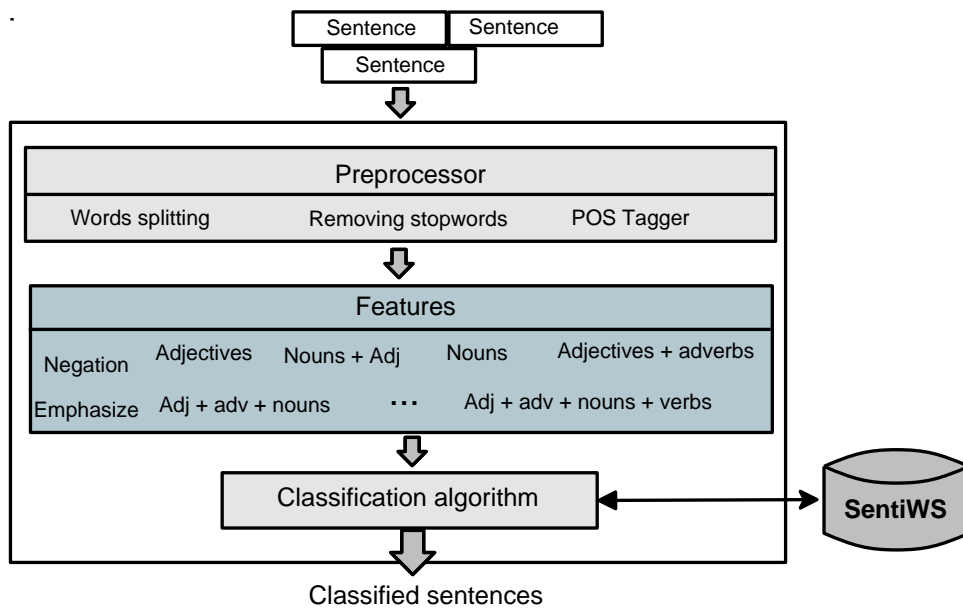 Sentence Sentence
Sentence
Preprocessor
Words splitting Removing stopwords POS Tagger
Features
Negation Adjectives Nouns + Adj Nouns Adjectives + adverbs
Emphasize Adj + adv + nouns ... Adj + adv + nouns + verbs
Classification algorithm
SentiWS
Classified sentences